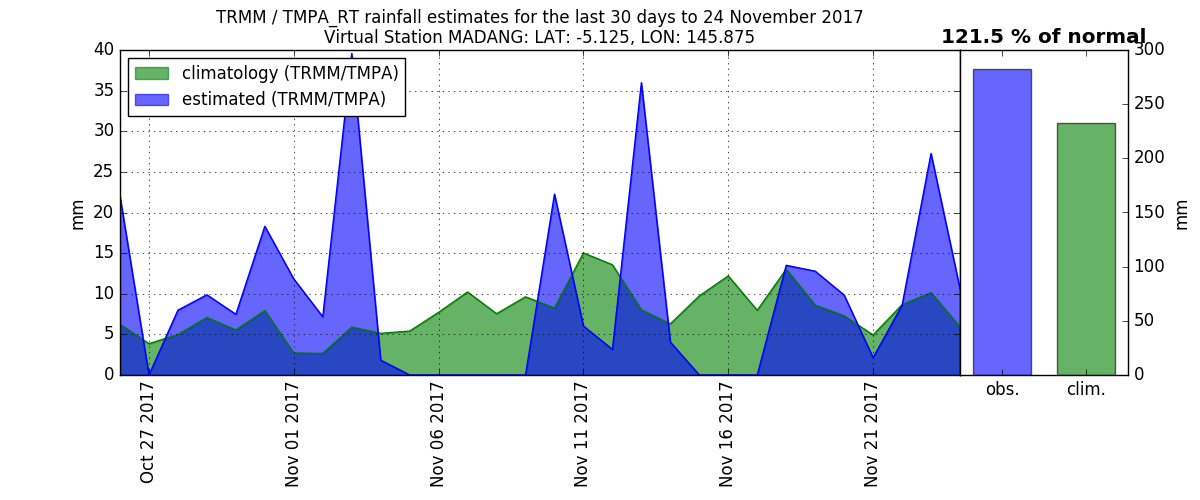 TRMM / TMPA_RT rainfall estimates for the last 30 days to 24 November 2017
Virtual Station MADANG: LAT: -5.125, LON: 145.875
121.5 % of normal
climatology (TRMM/TMPA)
estimated (TRMM/TMPA)
40
35
30
25
20
15
10
5
0
mm
Oct 27 2017
Nov 01 2017
Nov 06 2017
Nov 11 2017
Nov 16 2017
Nov 21 2017
obs.
clim.
300
250
200
150
100
50
0
mm